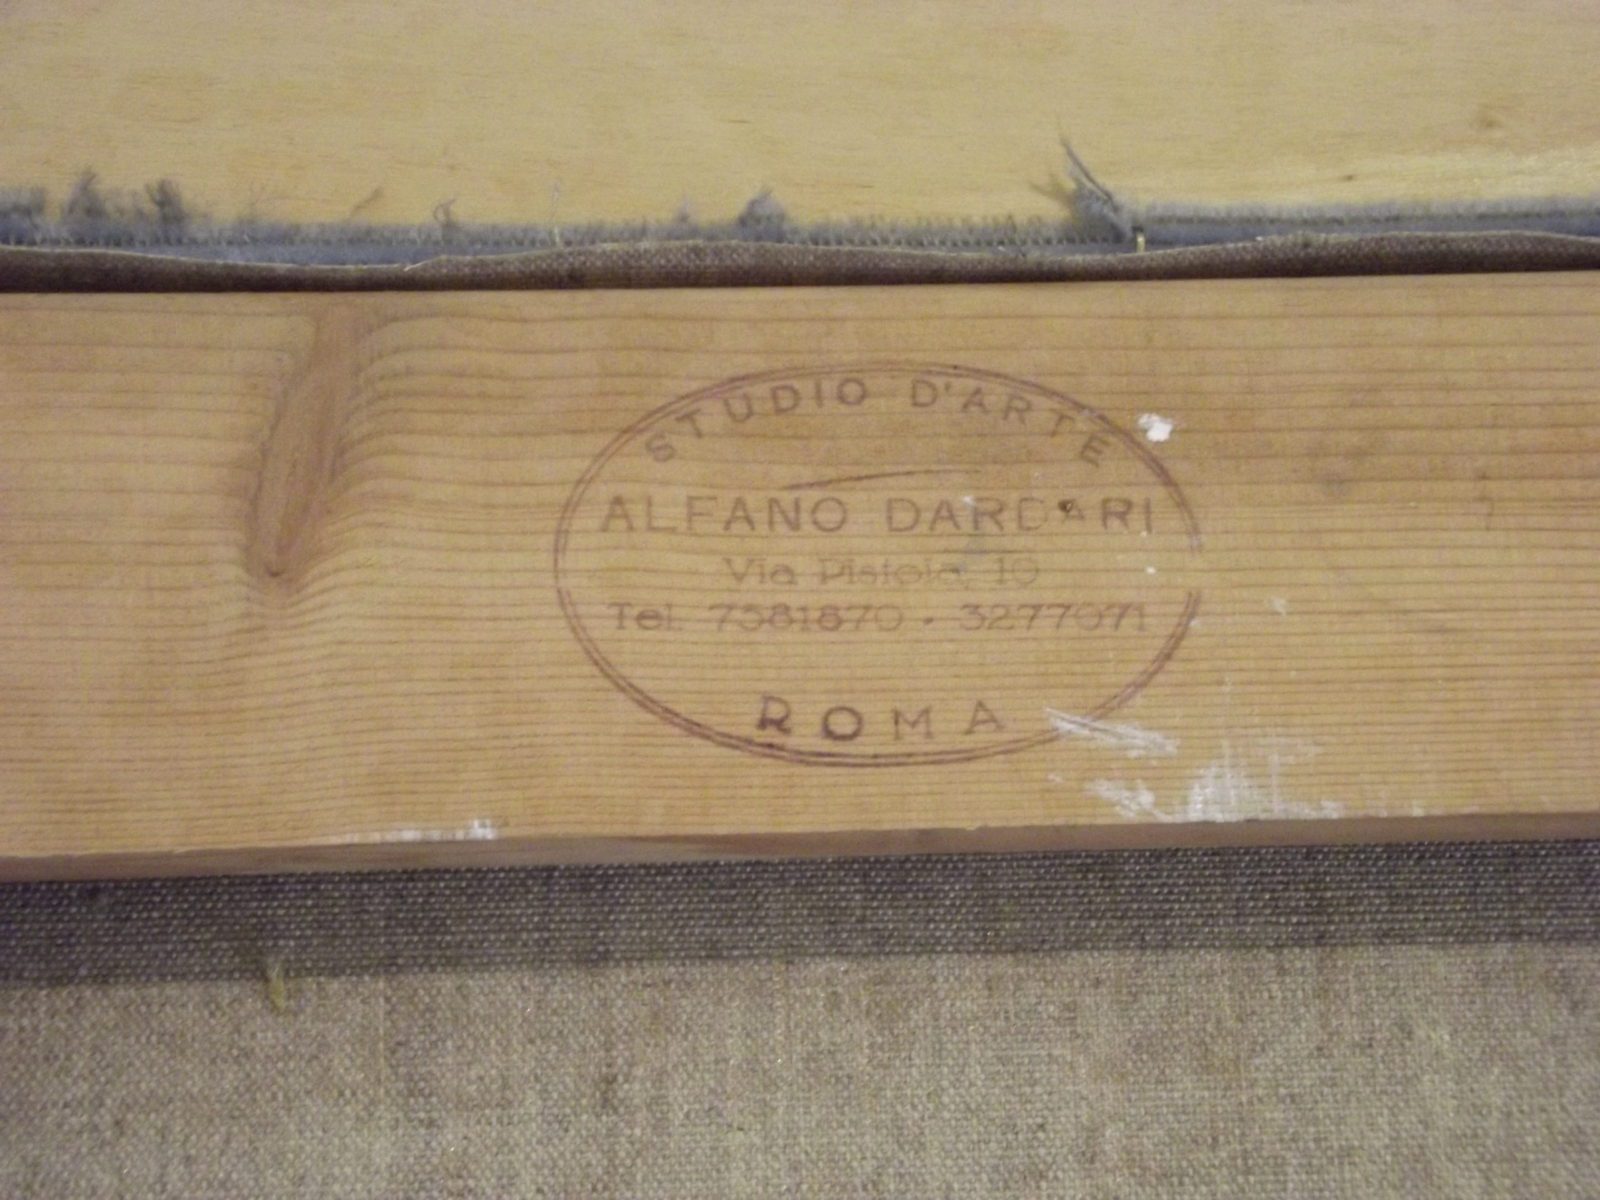 STUDIO D'ARTE
ALFANO DARDARI
Via Pistoia, 10
Tel. 7581870 - 3277071
ROMA